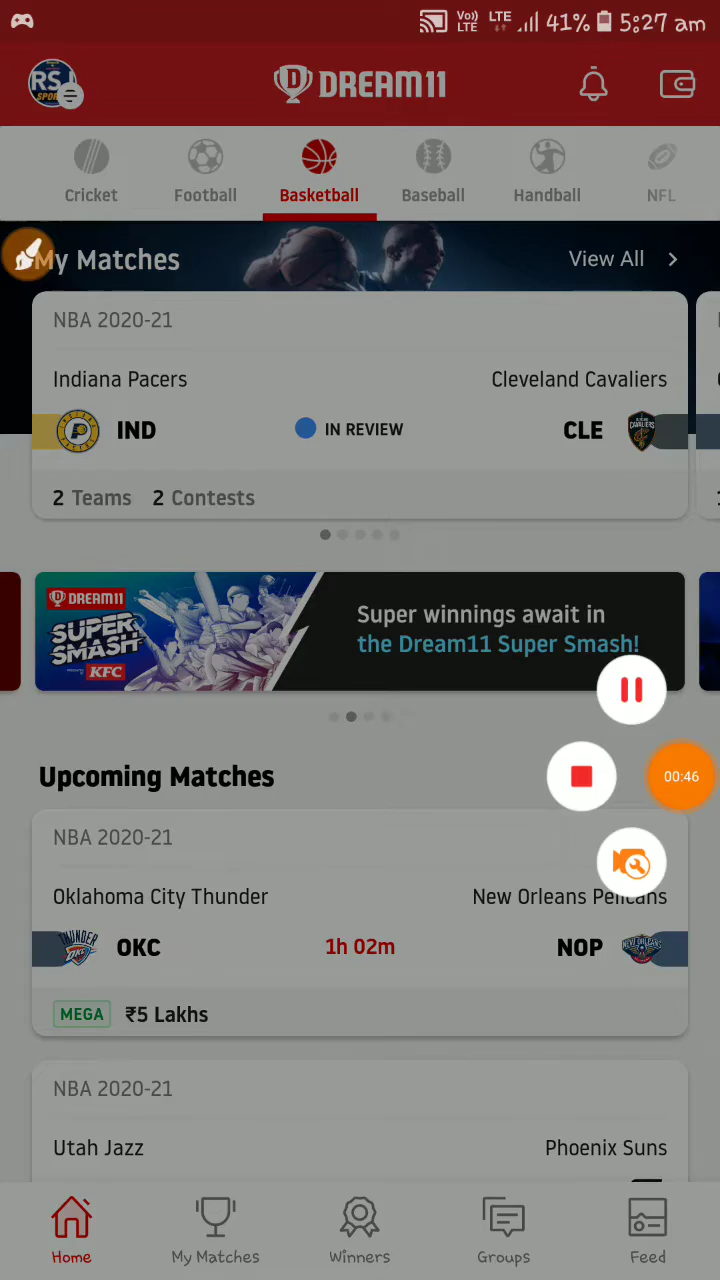 Vo)) LTE LTE 41% 5:27 am
RSJ SPO DREAM11
Cricket Football Basketball Baseball Handball NFL
My Matches View All >
NBA 2020-21
Indiana Pacers Cleveland Cavaliers
IND IN REVIEW CLE
2 Teams 2 Contests
DREAM11
SUPER SMASH
KFC
Super winnings await in
the Dream11 Super Smash!
00:46
Upcoming Matches
NBA 2020-21
Oklahoma City Thunder New Orleans Pelicans
OKC 1h 02m NOP
MEGA ₹5 Lakhs
NBA 2020-21
Utah Jazz Phoenix Suns
Home My Matches Winners Groups Feed